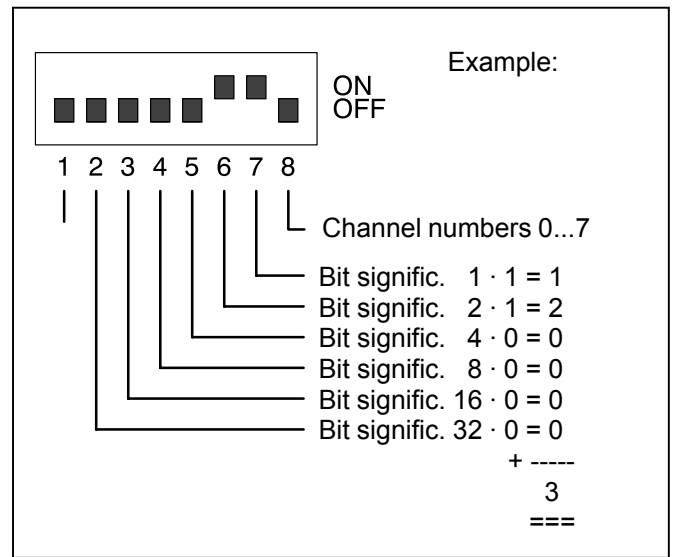 Example:
ON
OFF
1 2 3 4 5 6 7 8
Channel numbers 0...7
Bit signific. 1 · 1 = 1
Bit signific. 2 · 1 = 2
Bit signific. 4 · 0 = 0
Bit signific. 8 · 0 = 0
Bit signific. 16 · 0 = 0
Bit signific. 32 · 0 = 0
+ -----
3
===